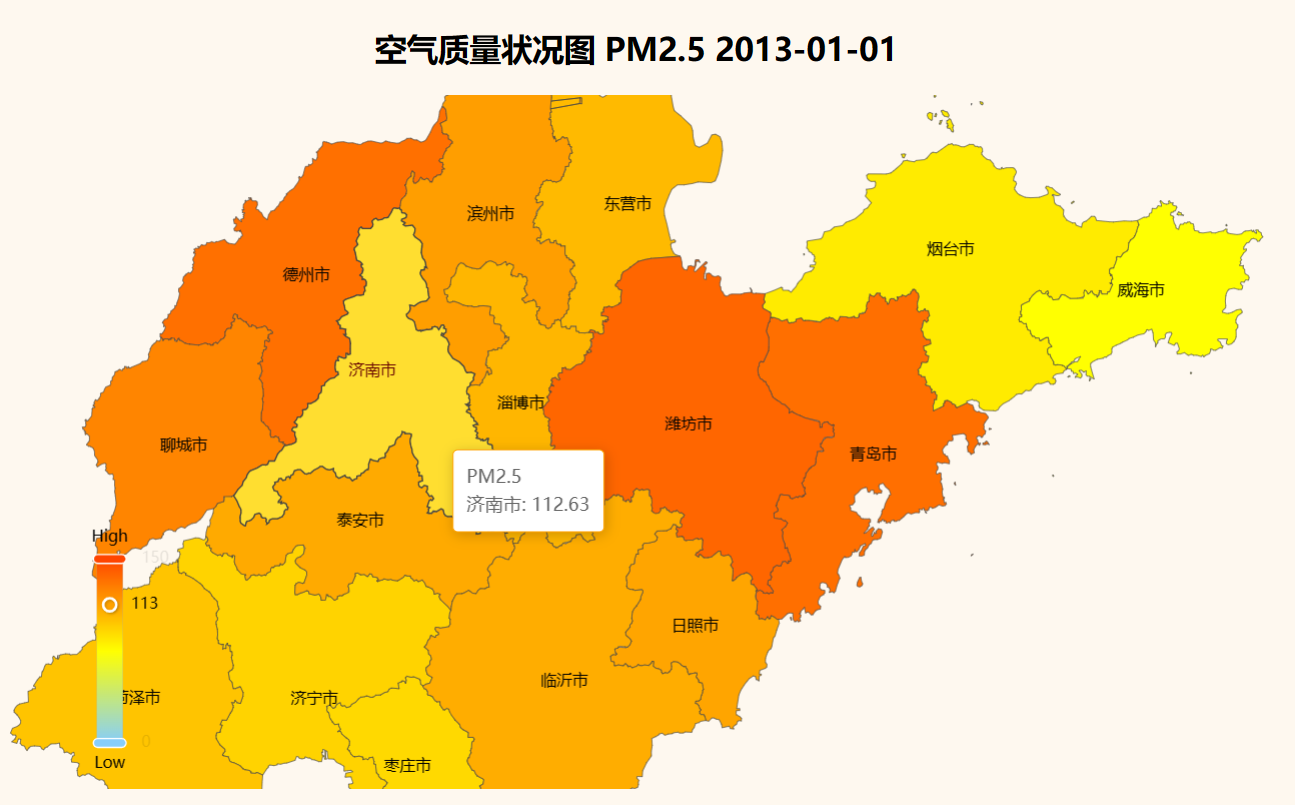 空气质量状况图 PM2.5 2013-01-01
滨州市
东营市
烟台市
德州市
威海市
济南市
淄博市
潍坊市
聊城市
青岛市
PM2.5
济南市: 112.63
泰安市
High
150
113
日照市
临沂市
菏泽市
济宁市
0
Low
枣庄市